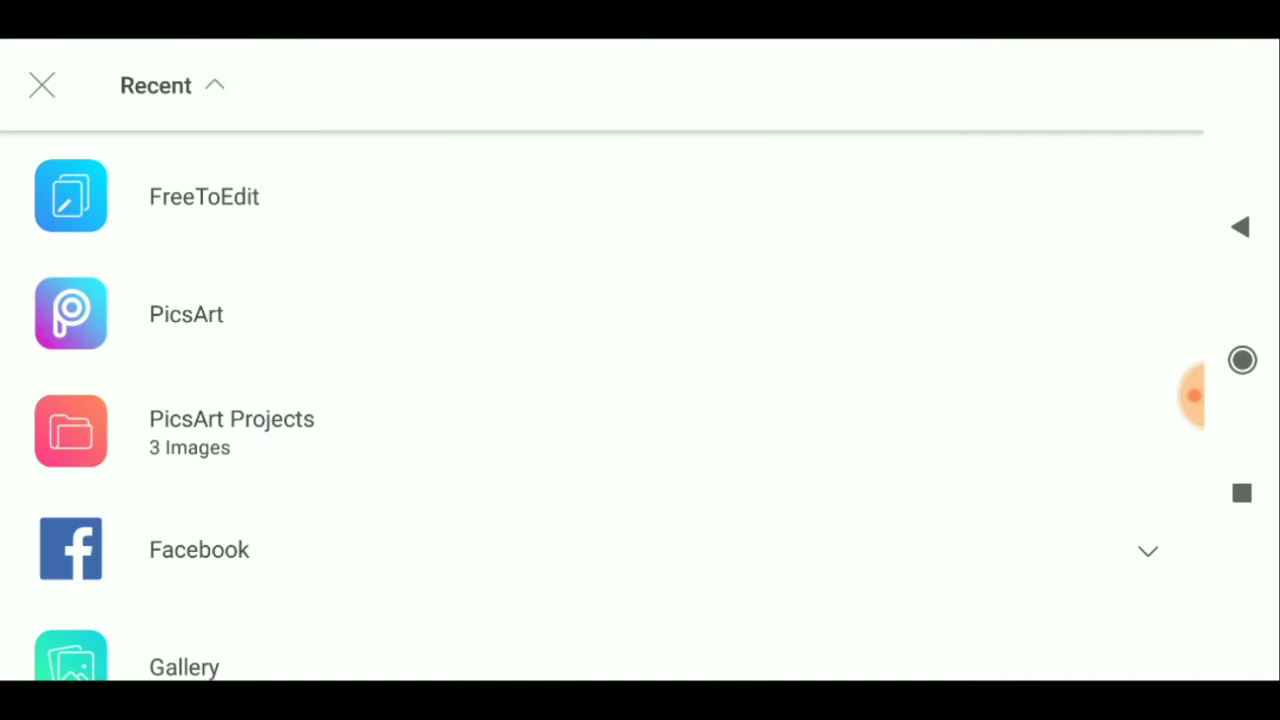 Recent
FreeToEdit
PicsArt
PicsArt Projects
3 Images
Facebook
Gallery